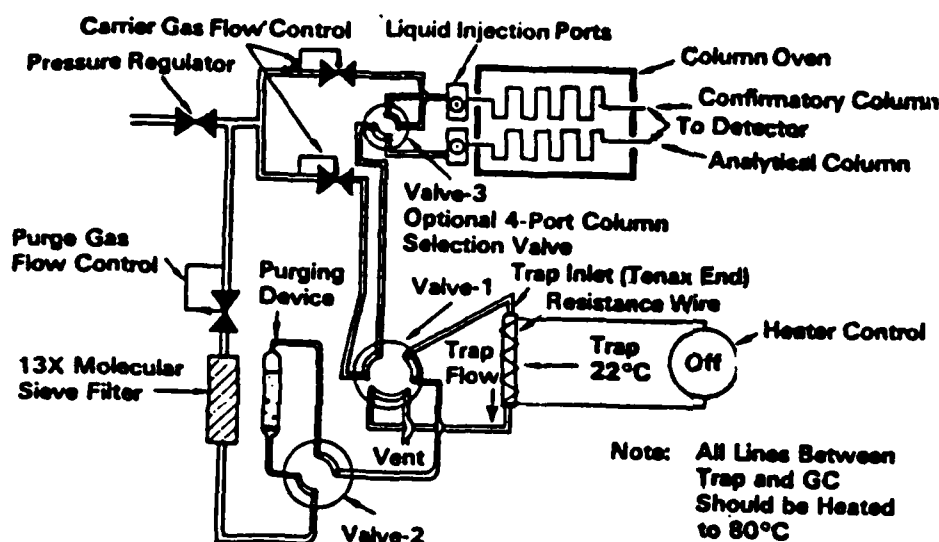 Carrier Gas Flow Control
Pressure Regulator
Liquid Injection Ports
Column Oven
Confirmatory Column
To Detector
Analytical Column
Valve-3
Optional 4-Port Column
Selection Valve
Purge Gas
Flow Control
Purging
Device
Valve-1
Trap Inlet (Tenax End)
Resistance Wire
Heater Control
Trap
Flow
Trap
22°C
Off
13X Molecular
Sieve Filter
Vent
Valve-2
Note: All Lines Between
Trap and GC
Should be Heated
to 80°C